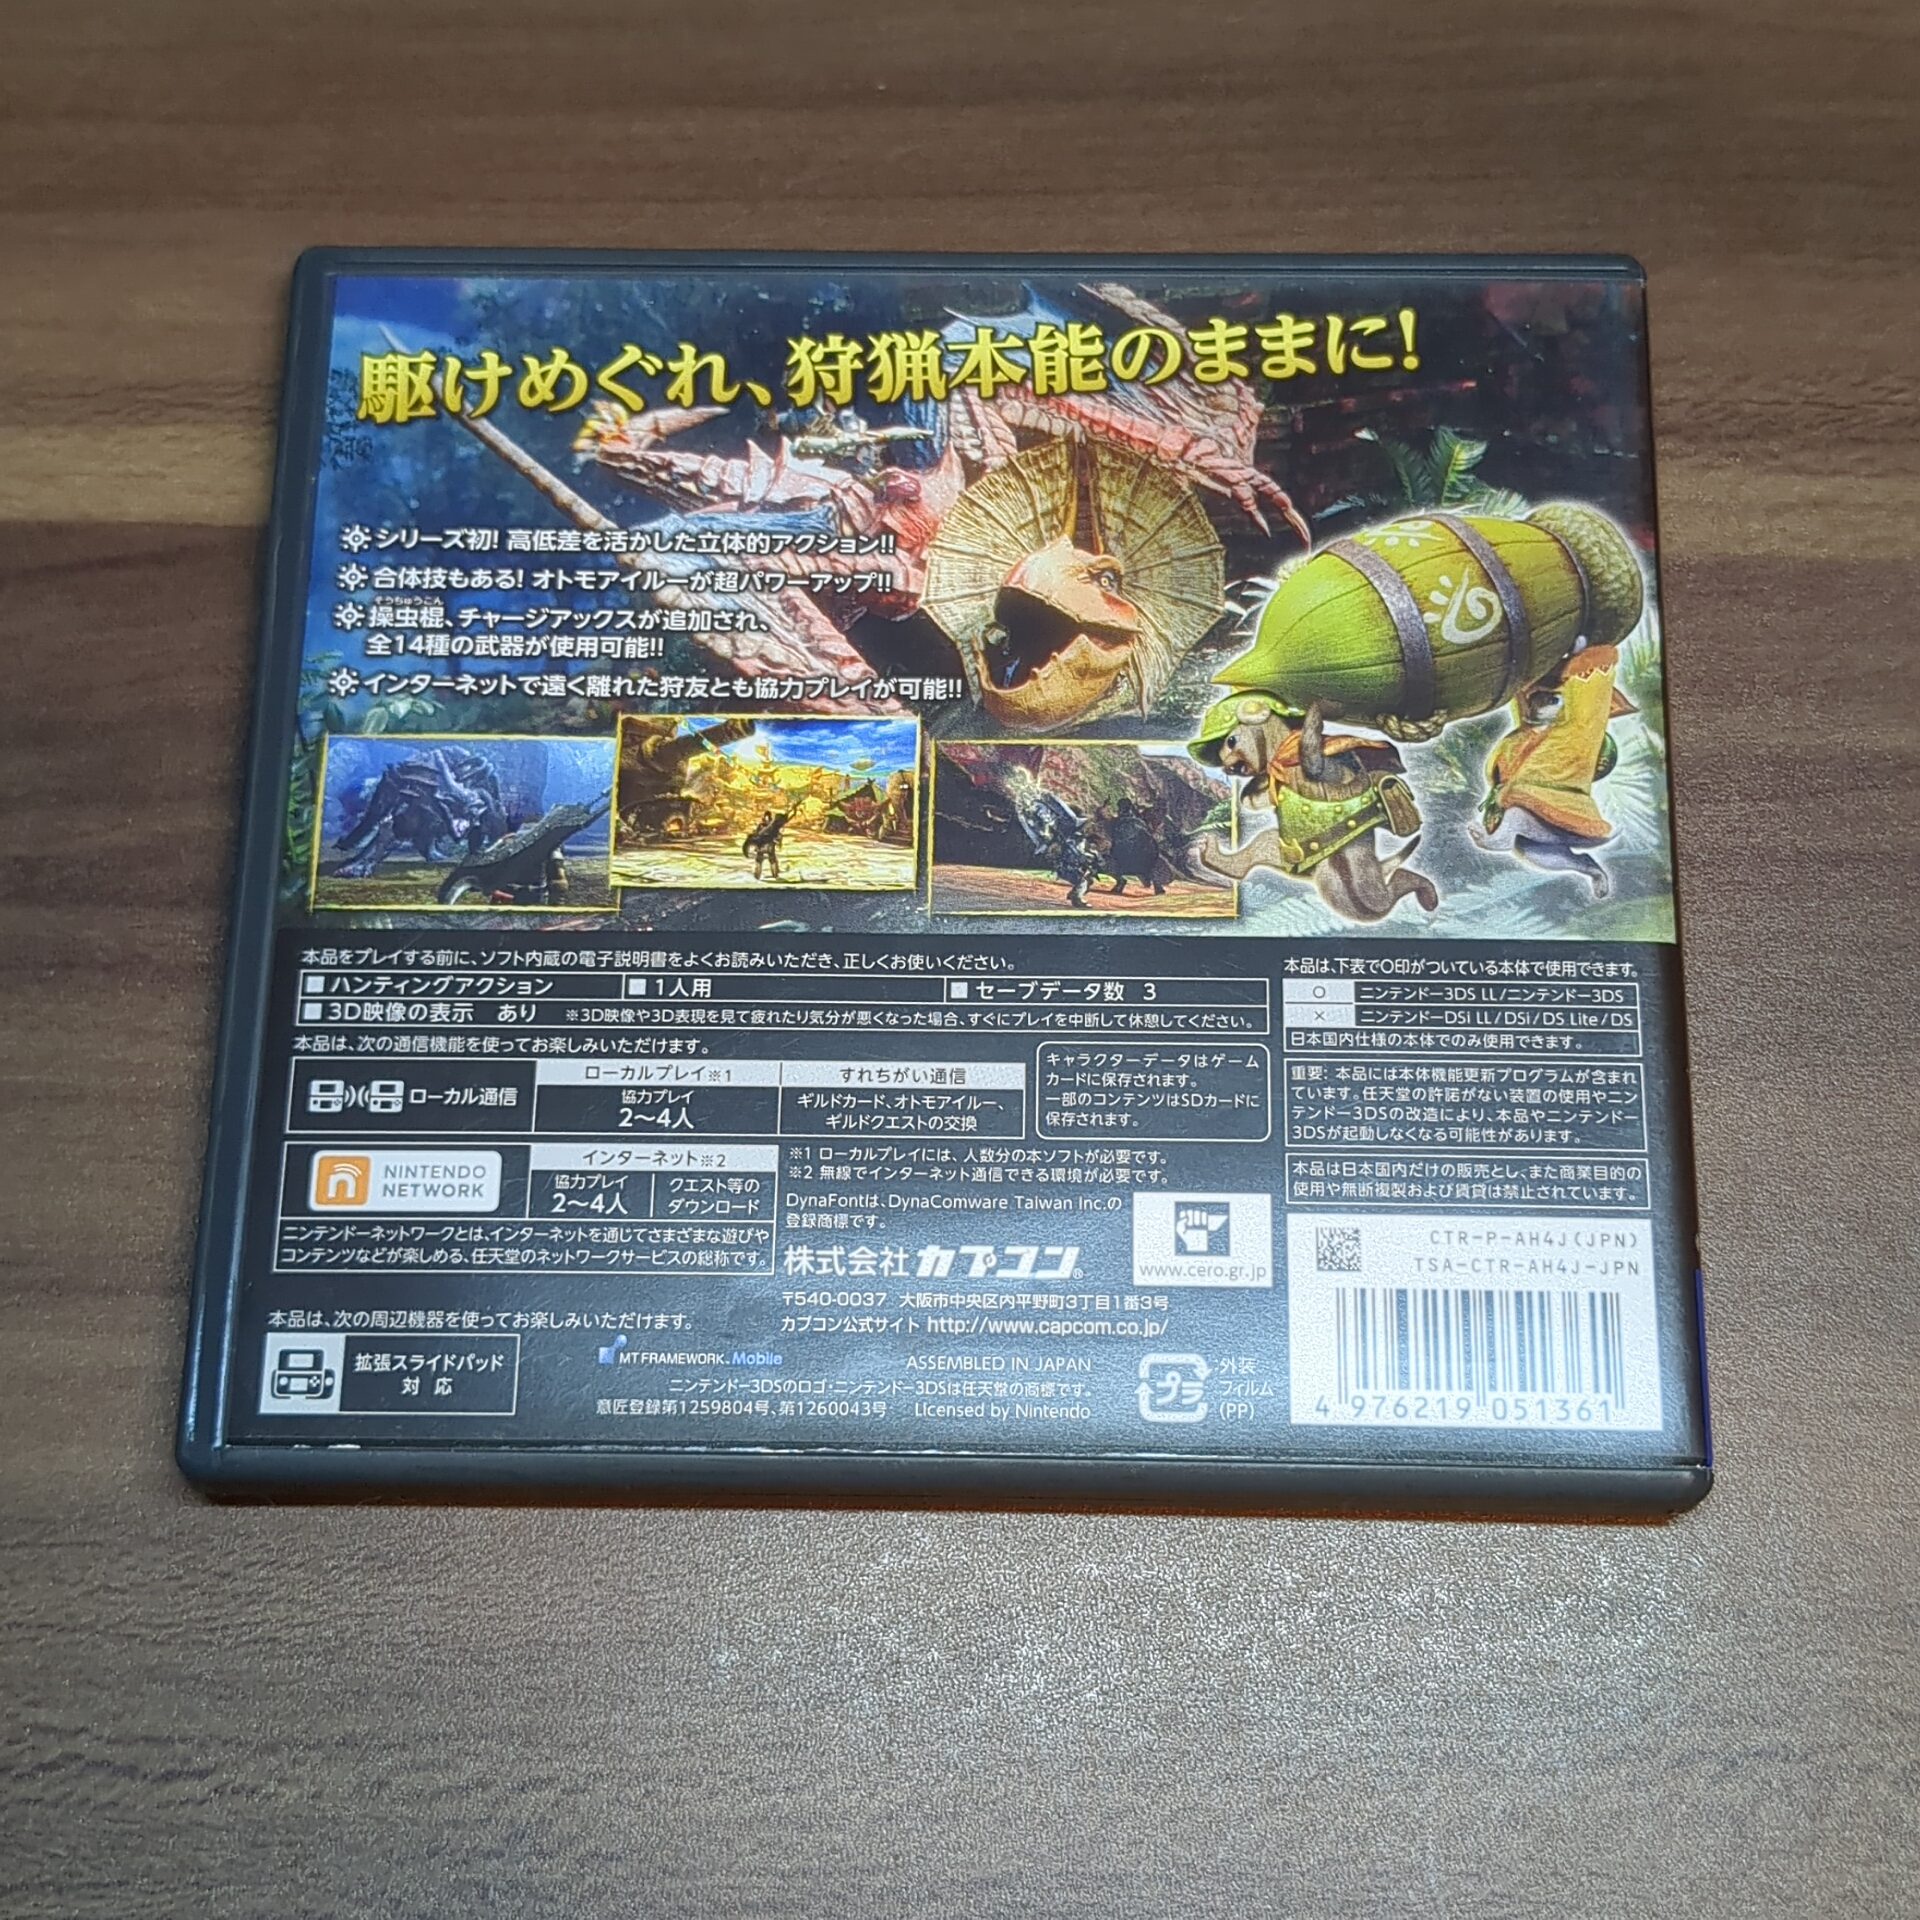 駆けめぐれ、狩猟本能のままに!
シリーズ初! 高低差を活かした立体的アクション!!
合体技もある! オトモアイルーが超パワーアップ!!
そうちゅうこん
操虫棍、チャージアックスが追加され、
全14種の武器が使用可能!!
インターネットで遠く離れた狩友とも協力プレイが可能!!
本品をプレイする前に、ソフト内蔵の電子説明書をよくお読みいただき、正しくお使いください。
■ハンティングアクション ■1人用 ■セーブデータ数 3
■3D映像の表示 あり ※3D映像や3D表現を見て疲れたり気分が悪くなった場合、すぐにプレイを中断して休憩してください。
本品は、次の通信機能を使ってお楽しみいただけます。
ローカル通信
ローカルプレイ※1
協力プレイ
2〜4人
すれちがい通信
ギルドカード、オトモアイルー、
ギルドクエストの交換
キャラクターデータはゲーム
カードに保存されます。
一部のコンテンツはSDカードに
保存されます。
NINTENDO
NETWORK
インターネット※2
協力プレイ
2〜4人
クエスト等の
ダウンロード
ニンテンドーネットワークとは、インターネットを通じてさまざまな遊びや
コンテンツなどが楽しめる、任天堂のネットワークサービスの総称です。
※1 ローカルプレイには、人数分の本ソフトが必要です。
※2 無線でインターネット通信できる環境が必要です。
DynaFontは、DynaComware Taiwan Inc.の
登録商標です。
株式会社カプコン®
〒540-0037 大阪市中央区内平野町3丁目1番3号
カプコン公式サイト http://www.capcom.co.jp/
www.cero.gr.jp
本品は、次の周辺機器を使ってお楽しみいただけます。
拡張スライドパッド
対応
MT FRAMEWORK Mobile
ASSEMBLED IN JAPAN
ニンテンドー3DSのロゴ・ニンテンドー3DSは任天堂の商標です。
意匠登録第1259804号、第1260043号 Licensed by Nintendo
プラ
外装
フィルム
(PP)
本品は、下表で○印がついている本体で使用できます。
○ ニンテンドー3DS LL/ニンテンドー3DS
× ニンテンドーDSi LL/DSi/DS Lite/DS
日本国内仕様の本体でのみ使用できます。
重要: 本品には本体機能更新プログラムが含まれ
ています。任天堂の許諾がない装置の使用やニン
テンドー3DSの改造により、本品やニンテンドー
3DSが起動しなくなる可能性があります。
本品は日本国内だけの販売とし、また商業目的の
使用や無断複製および賃貸は禁止されています。
CTR-P-AH4J(JPN)
TSA-CTR-AH4J-JPN
4 976219 051361